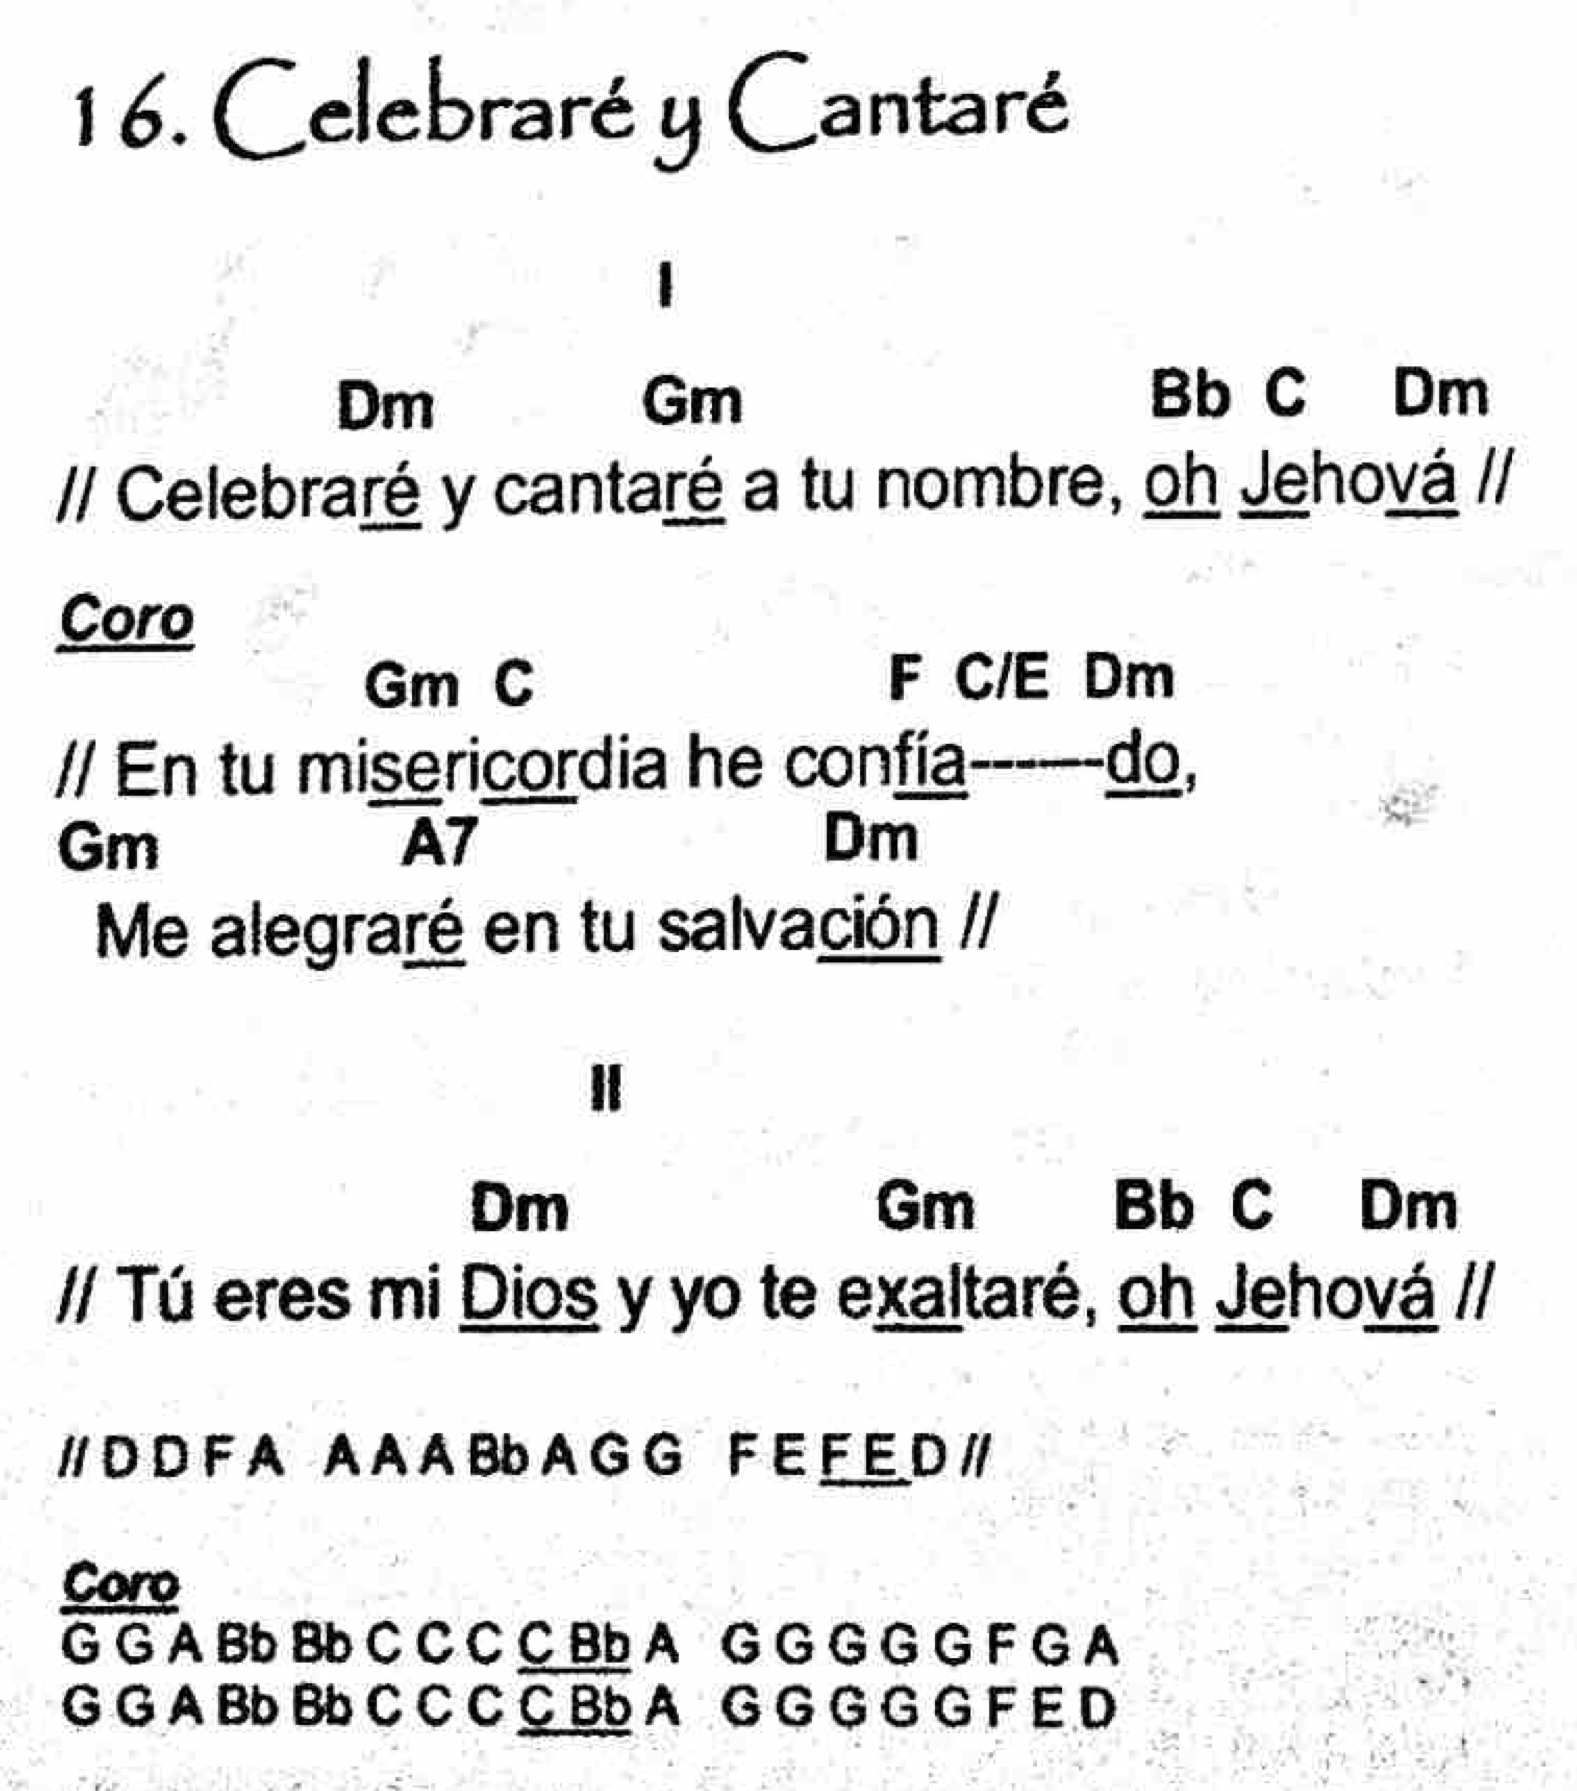 16. Celebraré y Cantaré
I
Dm Gm Bb C Dm
// Celebraré y cantaré a tu nombre, oh Jehová //
Coro
Gm C F C/E Dm
// En tu misericordia he confía------do,
Gm A7 Dm
Me alegraré en tu salvación //
II
Dm Gm Bb C Dm
// Tú eres mi Dios y yo te exaltaré, oh Jehová //
// D D F A A A A Bb A G G F E F E D //
Coro
G G A Bb Bb C C C C Bb A G G G G G F G A
G G A Bb Bb C C C C Bb A G G G G G F E D